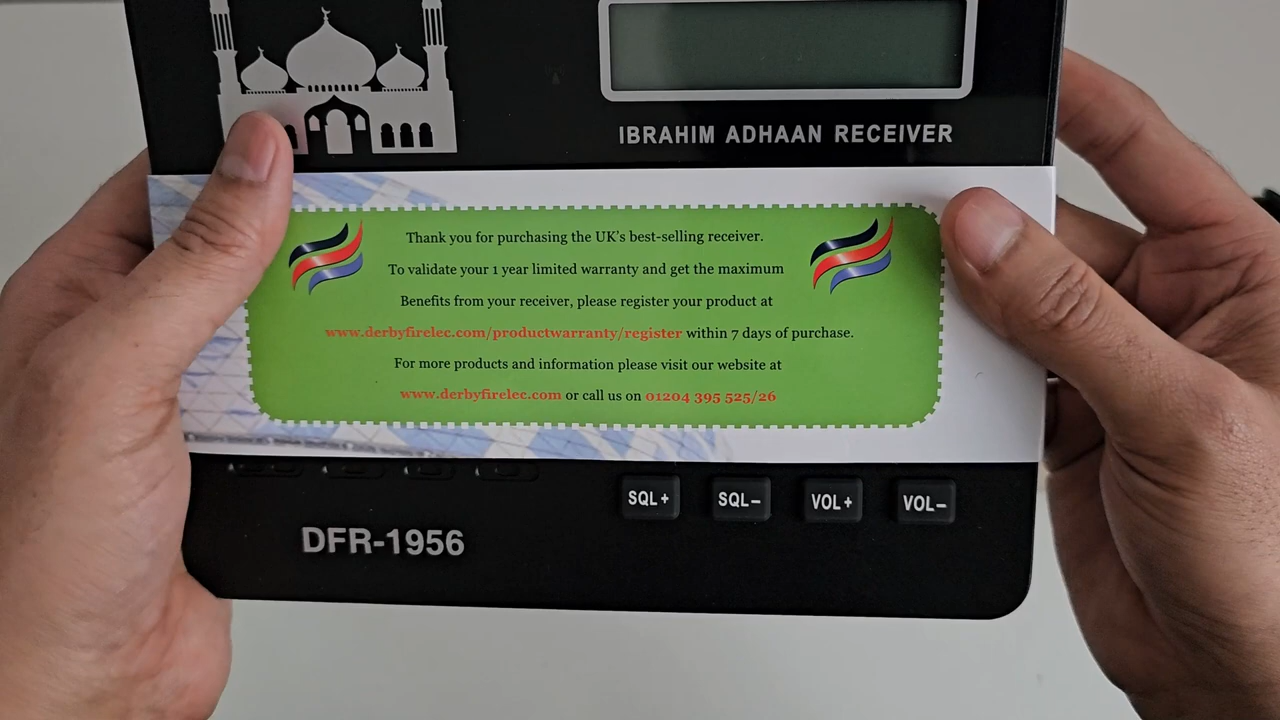 IBRAHIM ADHAAN RECEIVER
Thank you for purchasing the UK's best-selling receiver.
To validate your 1 year limited warranty and get the maximum
Benefits from your receiver, please register your product at
www.derbyfirelec.com/productwarranty/register within 7 days of purchase.
For more products and information please visit our website at
www.derbyfirelec.com or call us on 01204 395 525/26
SQL+ SQL− VOL+ VOL−
DFR-1956